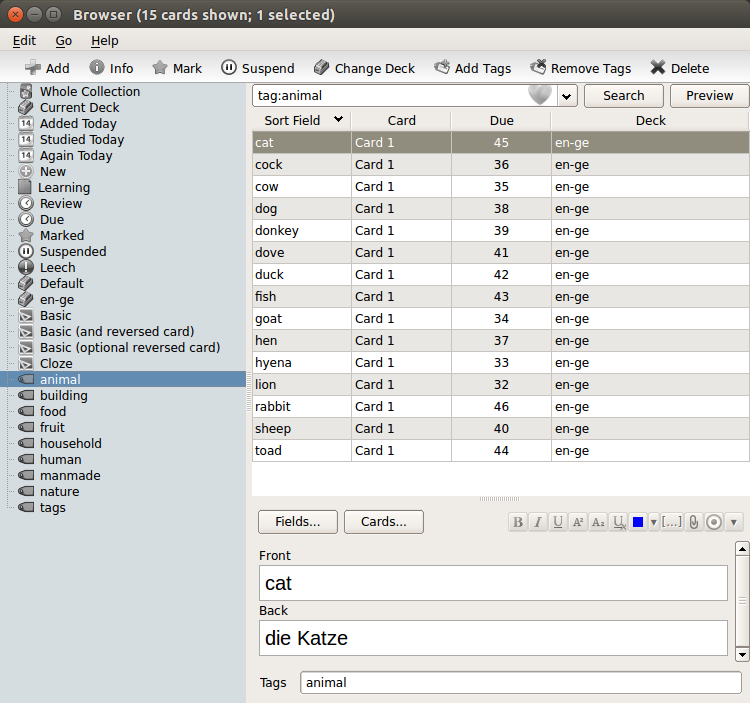 Browser (15 cards shown; 1 selected)
Edit Go Help
Add Info Mark Suspend Change Deck Add Tags Remove Tags Delete
Whole Collection
Current Deck
14 Added Today
14 Studied Today
14 Again Today
New
Learning
Review
Due
Marked
Suspended
Leech
Default
en-ge
Basic
Basic (and reversed card)
Basic (optional reversed card)
Cloze
animal
building
food
fruit
household
human
manmade
nature
tags
tag:animal Search Preview
Sort Field Card Due Deck
cat Card 1 45 en-ge
cock Card 1 36 en-ge
cow Card 1 35 en-ge
dog Card 1 38 en-ge
donkey Card 1 39 en-ge
dove Card 1 41 en-ge
duck Card 1 42 en-ge
fish Card 1 43 en-ge
goat Card 1 34 en-ge
hen Card 1 37 en-ge
hyena Card 1 33 en-ge
lion Card 1 32 en-ge
rabbit Card 1 46 en-ge
sheep Card 1 40 en-ge
toad Card 1 44 en-ge
Fields... Cards... B I U A² A₂ Ux [...]
Front
cat
Back
die Katze
Tags animal